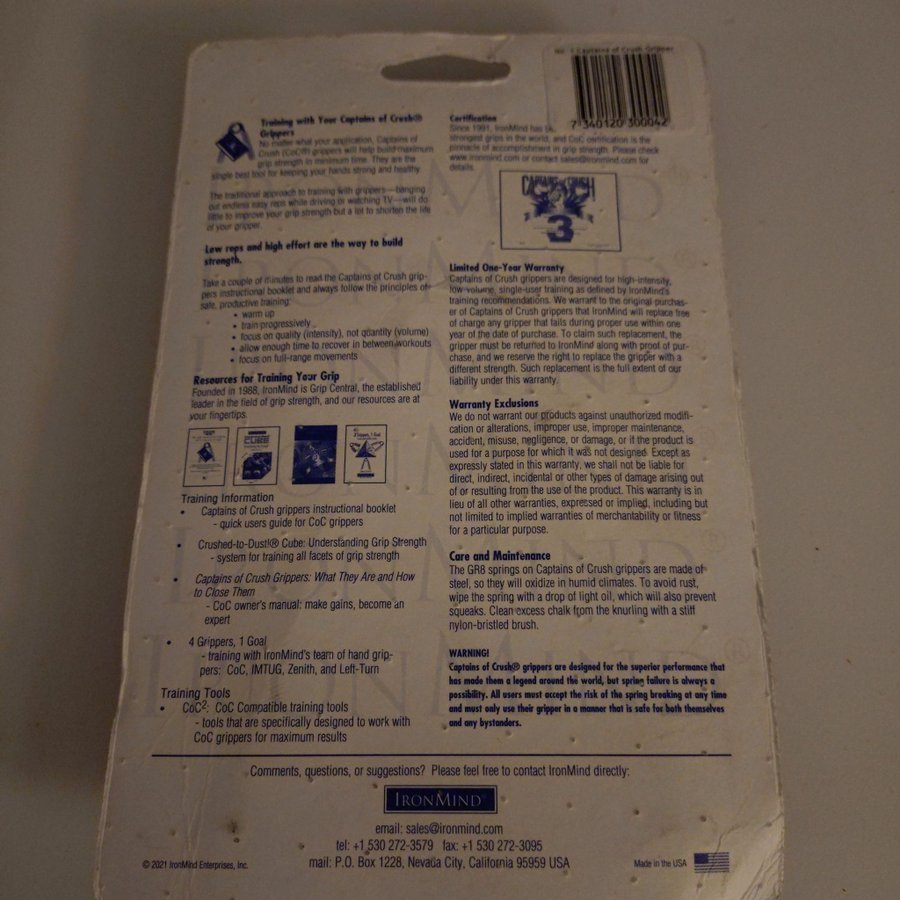 No. 1 Captains of Crush Gripper
7 340120 300042
Training with Your Captains of Crush®
Grippers
No matter what your application, Captains of
Crush (CoC®) grippers will help build maximum
grip strength in minimum time. They are the
single best tool for keeping your hands strong and healthy.
The traditional approach to training with grippers—banging
out endless easy reps while driving or watching TV—will do
little to improve your grip strength but a lot to shorten the life
of your gripper.
Low reps and high effort are the way to build
strength.
Take a couple of minutes to read the Captains of Crush grip-
pers instructional booklet and always follow the principles of
safe, productive training:
• warm up
• train progressively
• focus on quality (intensity), not quantity (volume)
• allow enough time to recover in between workouts
• focus on full-range movements
Resources for Training Your Grip
Founded in 1988, IronMind is Grip Central, the established
leader in the field of grip strength, and our resources are at
your fingertips.
CUBE
4 Grippers, 1 Goal
Training Information
• Captains of Crush grippers instructional booklet
- quick users guide for CoC grippers
• Crushed-to-Dust!® Cube: Understanding Grip Strength
- system for training all facets of grip strength
• Captains of Crush Grippers: What They Are and How
to Close Them
- CoC owner's manual: make gains, become an
expert
• 4 Grippers, 1 Goal
- training with IronMind's team of hand grip-
pers: CoC, IMTUG, Zenith, and Left-Turn
Training Tools
• CoC²: CoC Compatible training tools
- tools that are specifically designed to work with
CoC grippers for maximum results
Certification
Since 1991, IronMind has
strongest grips in the world, and CoC certification is the
pinnacle of accomplishment in grip strength. Please check
www.ironmind.com or contact sales@ironmind.com for
details.
CAPTAINS of CRUSH
3
Limited One-Year Warranty
Captains of Crush grippers are designed for high-intensity,
low-volume, single-user training as defined by IronMind's
training recommendations. We warrant to the original purchas-
er of Captains of Crush grippers that IronMind will replace free
of charge any gripper that fails during proper use within one
year of the date of purchase. To claim such replacement, the
gripper must be returned to IronMind along with proof of pur-
chase, and we reserve the right to replace the gripper with a
different strength. Such replacement is the full extent of our
liability under this warranty.
Warranty Exclusions
We do not warrant our products against unauthorized modifi-
cation or alterations, improper use, improper maintenance,
accident, misuse, negligence, or damage, or if the product is
used for a purpose for which it was not designed. Except as
expressly stated in this warranty, we shall not be liable for
direct, indirect, incidental or other types of damage arising out
of or resulting from the use of the product. This warranty is in
lieu of all other warranties, expressed or implied, including but
not limited to implied warranties of merchantability or fitness
for a particular purpose.
Care and Maintenance
The GR8 springs on Captains of Crush grippers are made of
steel, so they will oxidize in humid climates. To avoid rust,
wipe the spring with a drop of light oil, which will also prevent
squeaks. Clean excess chalk from the knurling with a stiff
nylon-bristled brush.
WARNING!
Captains of Crush® grippers are designed for the superior performance that
has made them a legend around the world, but spring failure is always a
possibility. All users must accept the risk of the spring breaking at any time
and must only use their gripper in a manner that is safe for both themselves
and any bystanders.
Comments, questions, or suggestions? Please feel free to contact IronMind directly:
IRONMIND
email: sales@ironmind.com
tel: +1 530 272-3579 fax: +1 530 272-3095
mail: P.O. Box 1228, Nevada City, California 95959 USA
© 2021 IronMind Enterprises, Inc.
Made in the USA